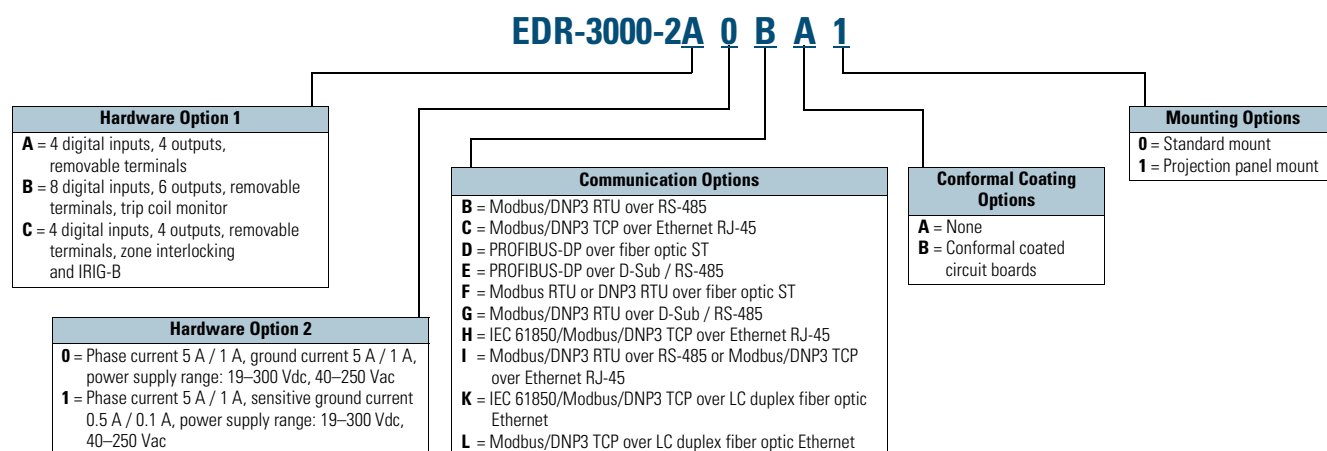 EDR-3000-2A 0 B A 1
Hardware Option 1
A = 4 digital inputs, 4 outputs,
removable terminals
B = 8 digital inputs, 6 outputs, removable
terminals, trip coil monitor
C = 4 digital inputs, 4 outputs, removable
terminals, zone interlocking
and IRIG-B
Hardware Option 2
0 = Phase current 5 A / 1 A, ground current 5 A / 1 A,
power supply range: 19–300 Vdc, 40–250 Vac
1 = Phase current 5 A / 1 A, sensitive ground current
0.5 A / 0.1 A, power supply range: 19–300 Vdc,
40–250 Vac
Communication Options
B = Modbus/DNP3 RTU over RS-485
C = Modbus/DNP3 TCP over Ethernet RJ-45
D = PROFIBUS-DP over fiber optic ST
E = PROFIBUS-DP over D-Sub / RS-485
F = Modbus RTU or DNP3 RTU over fiber optic ST
G = Modbus/DNP3 RTU over D-Sub / RS-485
H = IEC 61850/Modbus/DNP3 TCP over Ethernet RJ-45
I = Modbus/DNP3 RTU over RS-485 or Modbus/DNP3 TCP
over Ethernet RJ-45
K = IEC 61850/Modbus/DNP3 TCP over LC duplex fiber optic
Ethernet
L = Modbus/DNP3 TCP over LC duplex fiber optic Ethernet
Conformal Coating
Options
A = None
B = Conformal coated
circuit boards
Mounting Options
0 = Standard mount
1 = Projection panel mount